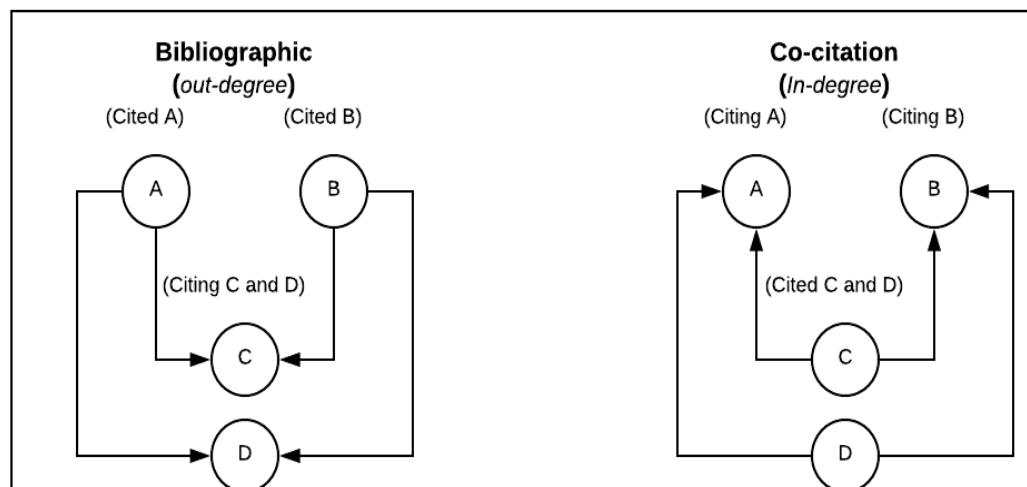 Bibliographic
(out-degree)
(Cited A)
(Cited B)
A
B
(Citing C and D)
C
D
Co-citation
(In-degree)
(Citing A)
(Citing B)
A
B
(Cited C and D)
C
D